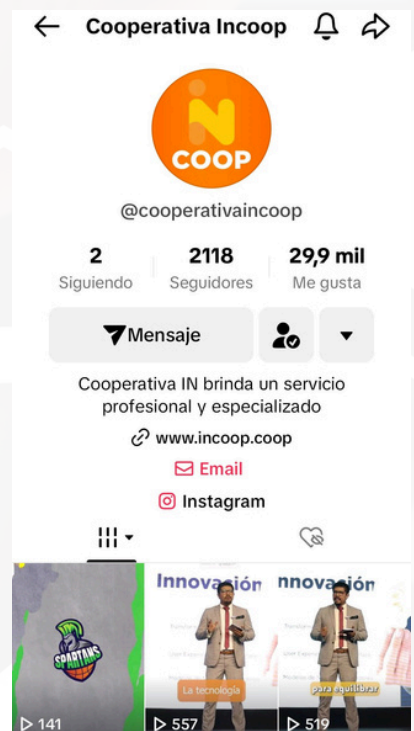 Cooperativa Incoop
iN
COOP
@cooperativaincoop
2 2118 29,9 mil
Siguiendo Seguidores Me gusta
Mensaje
Cooperativa IN brinda un servicio
profesional y especializado
www.incoop.coop
Email
Instagram
Innovación
nnovación
SPARTANS
La tecnología
para equilibrar
141 557 519